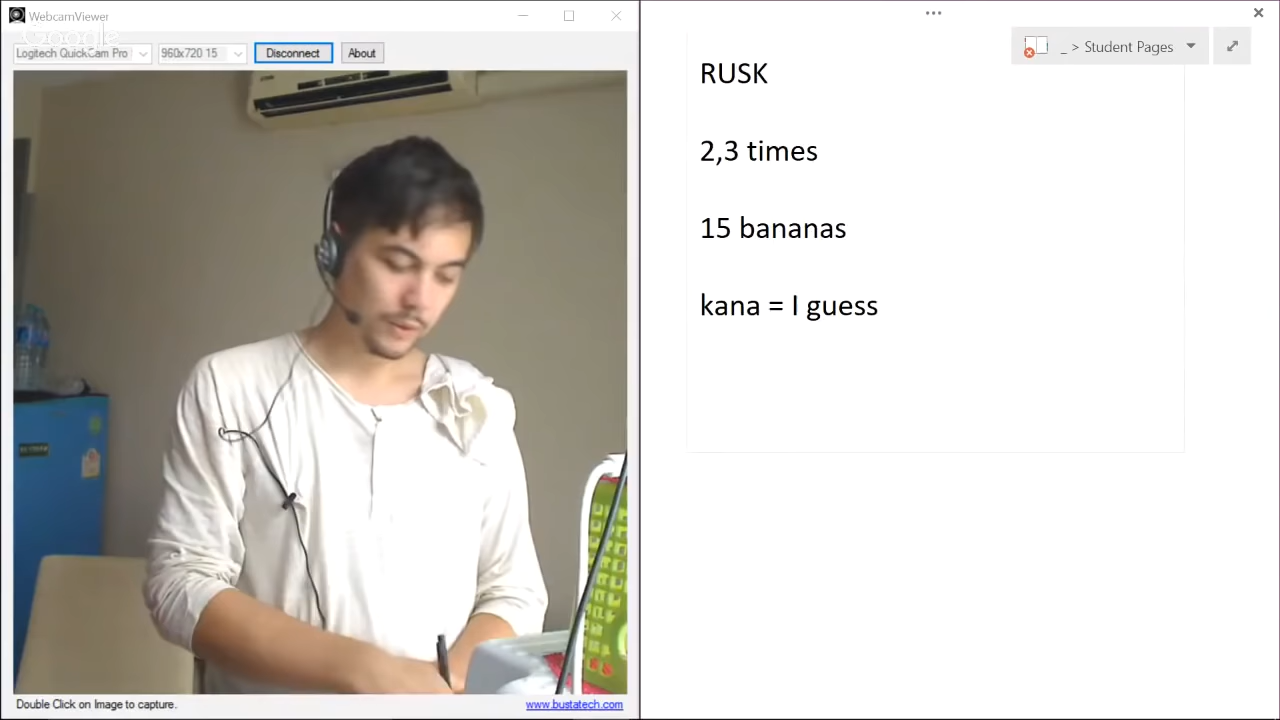 WebcamViewer
Google
Logitech QuickCam Pro
960x720 15
Disconnect
About
Double Click on Image to capture.
www.bustatech.com
_ > Student Pages
RUSK
2,3 times
15 bananas
kana = I guess